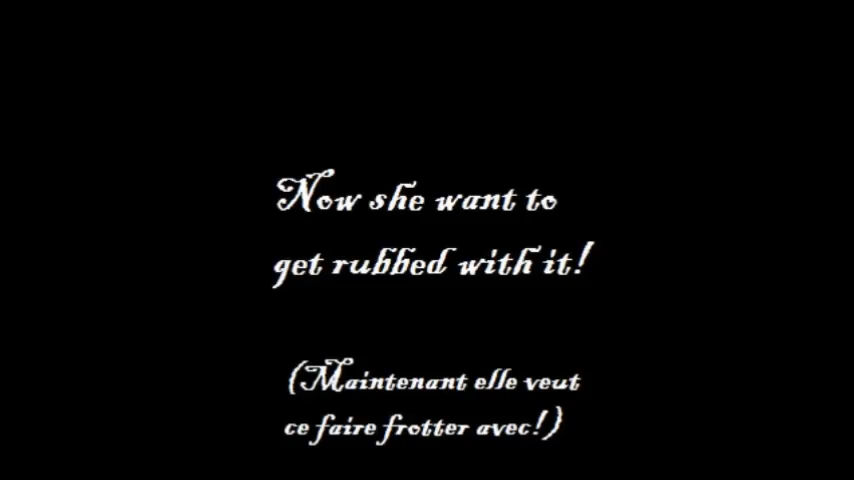 Now she want to
get rubbed with it!
(Maintenant elle veut
ce faire frotter avec!)